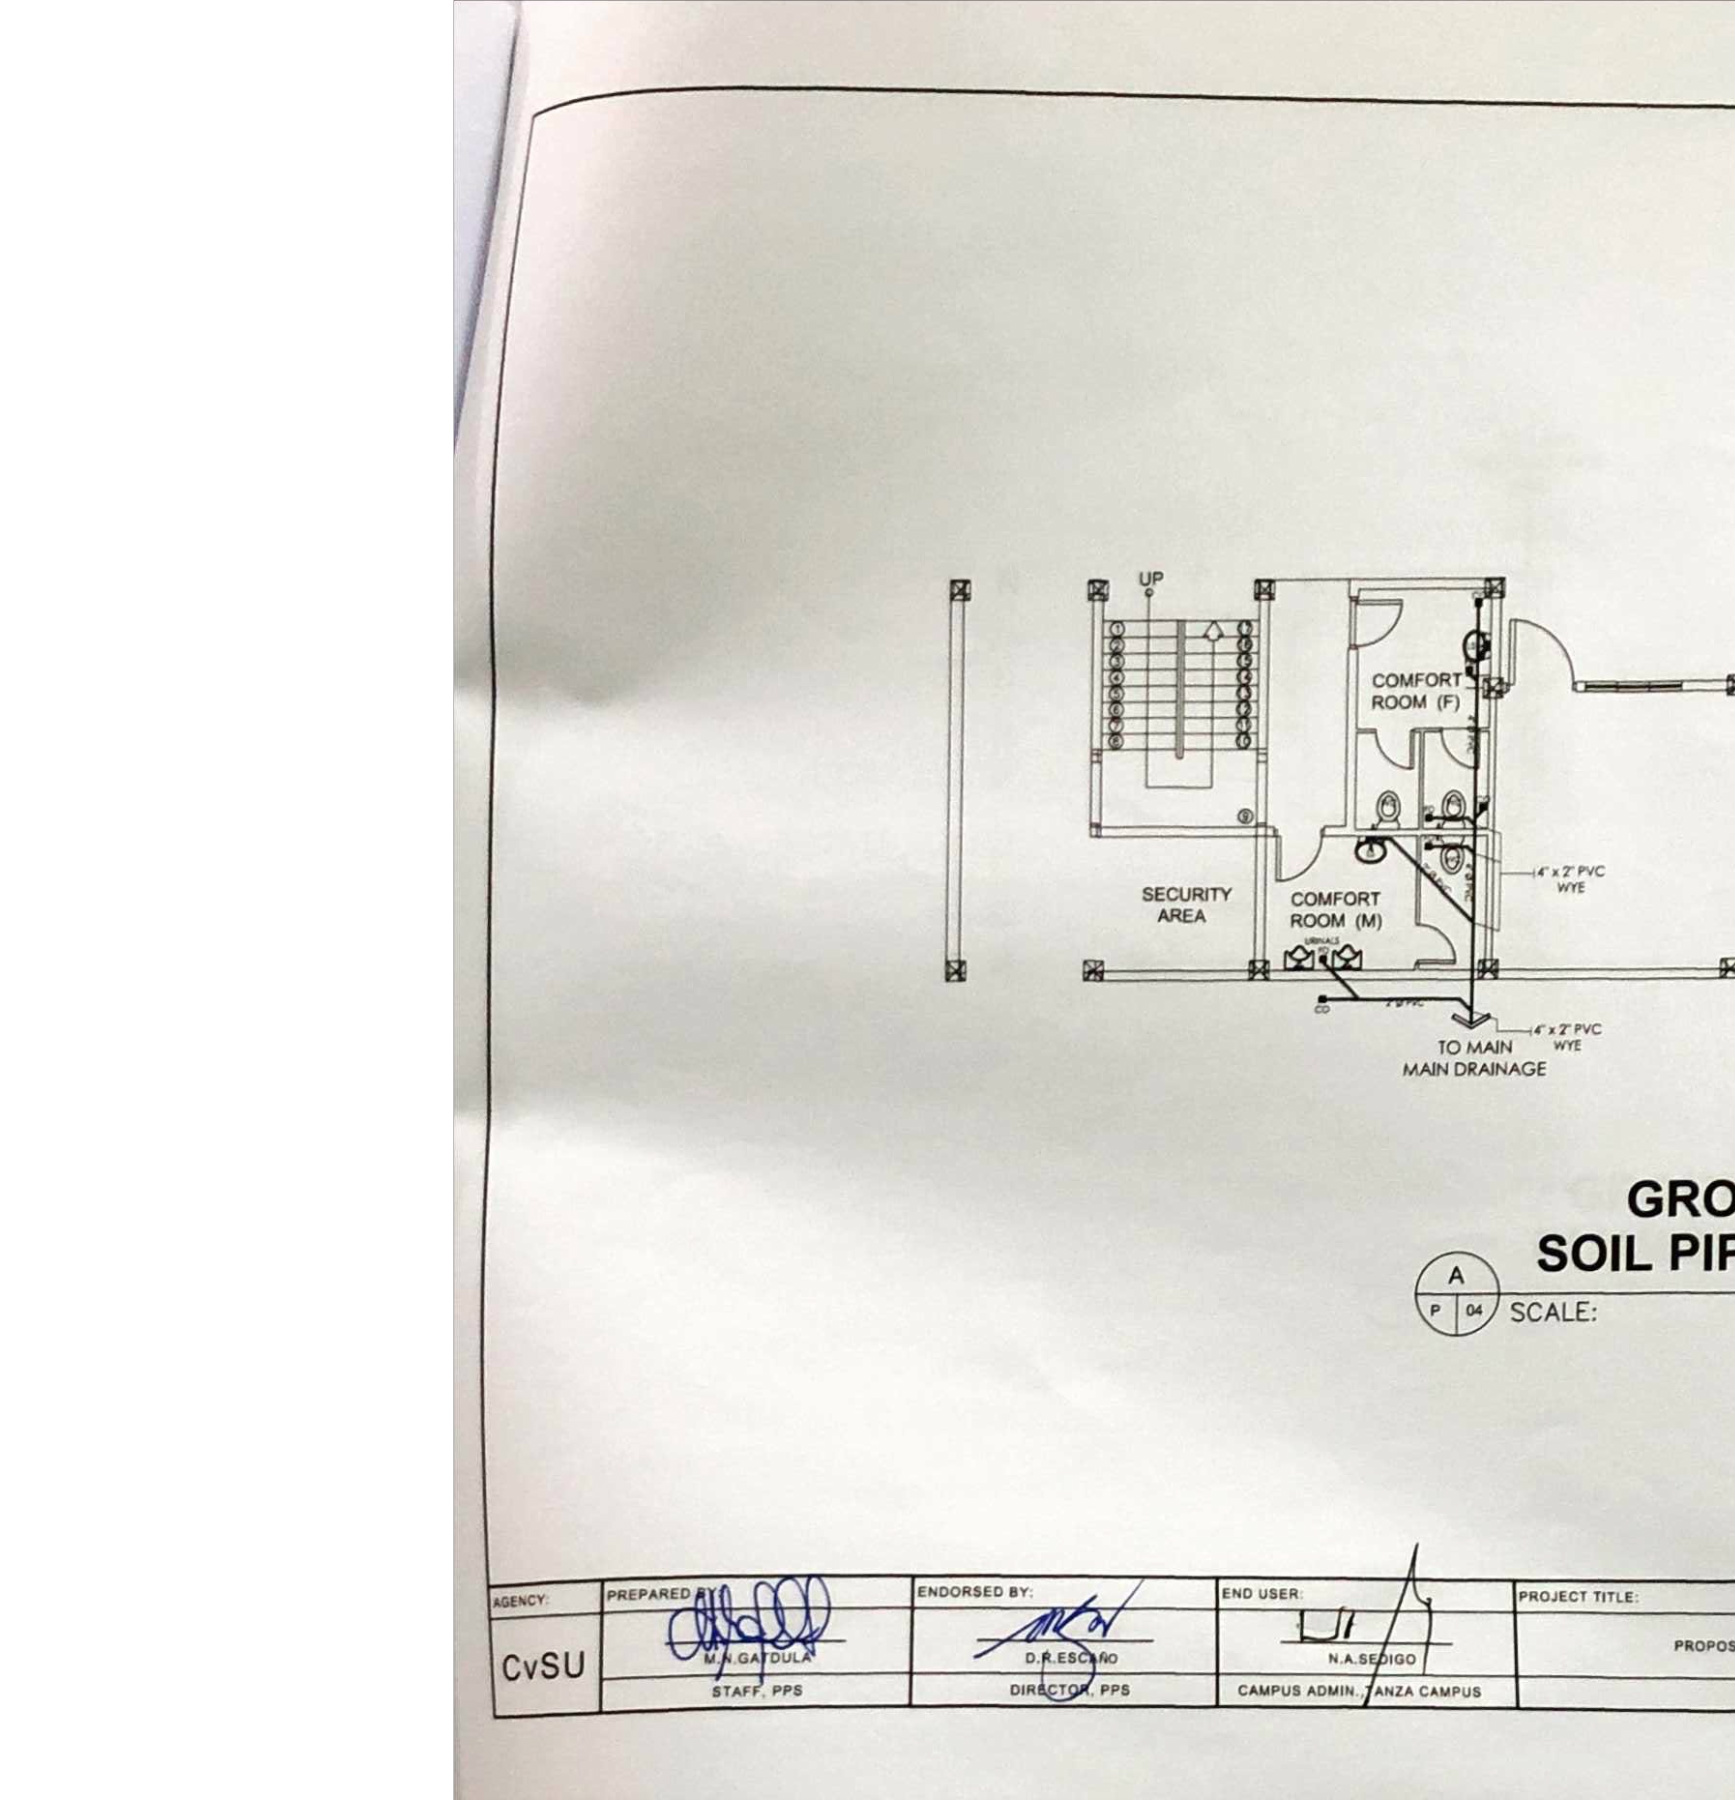 UP
1
2
3
4
5
6
7
8
9
COMFORT
ROOM (F)
4" x 2" PVC
WYE
SECURITY
AREA
COMFORT
ROOM (M)
URINALS
FD
CO
2" Ø PVC
4" x 2" PVC
WYE
TO MAIN
MAIN DRAINAGE
GRO
SOIL PIP
A
P 04
SCALE:
AGENCY:
CvSU
PREPARED BY:
M.N.GATDULA
STAFF, PPS
ENDORSED BY:
D.R.ESCAÑO
DIRECTOR, PPS
END USER:
N.A.SEDIGO
CAMPUS ADMIN., TANZA CAMPUS
PROJECT TITLE:
PROPOS